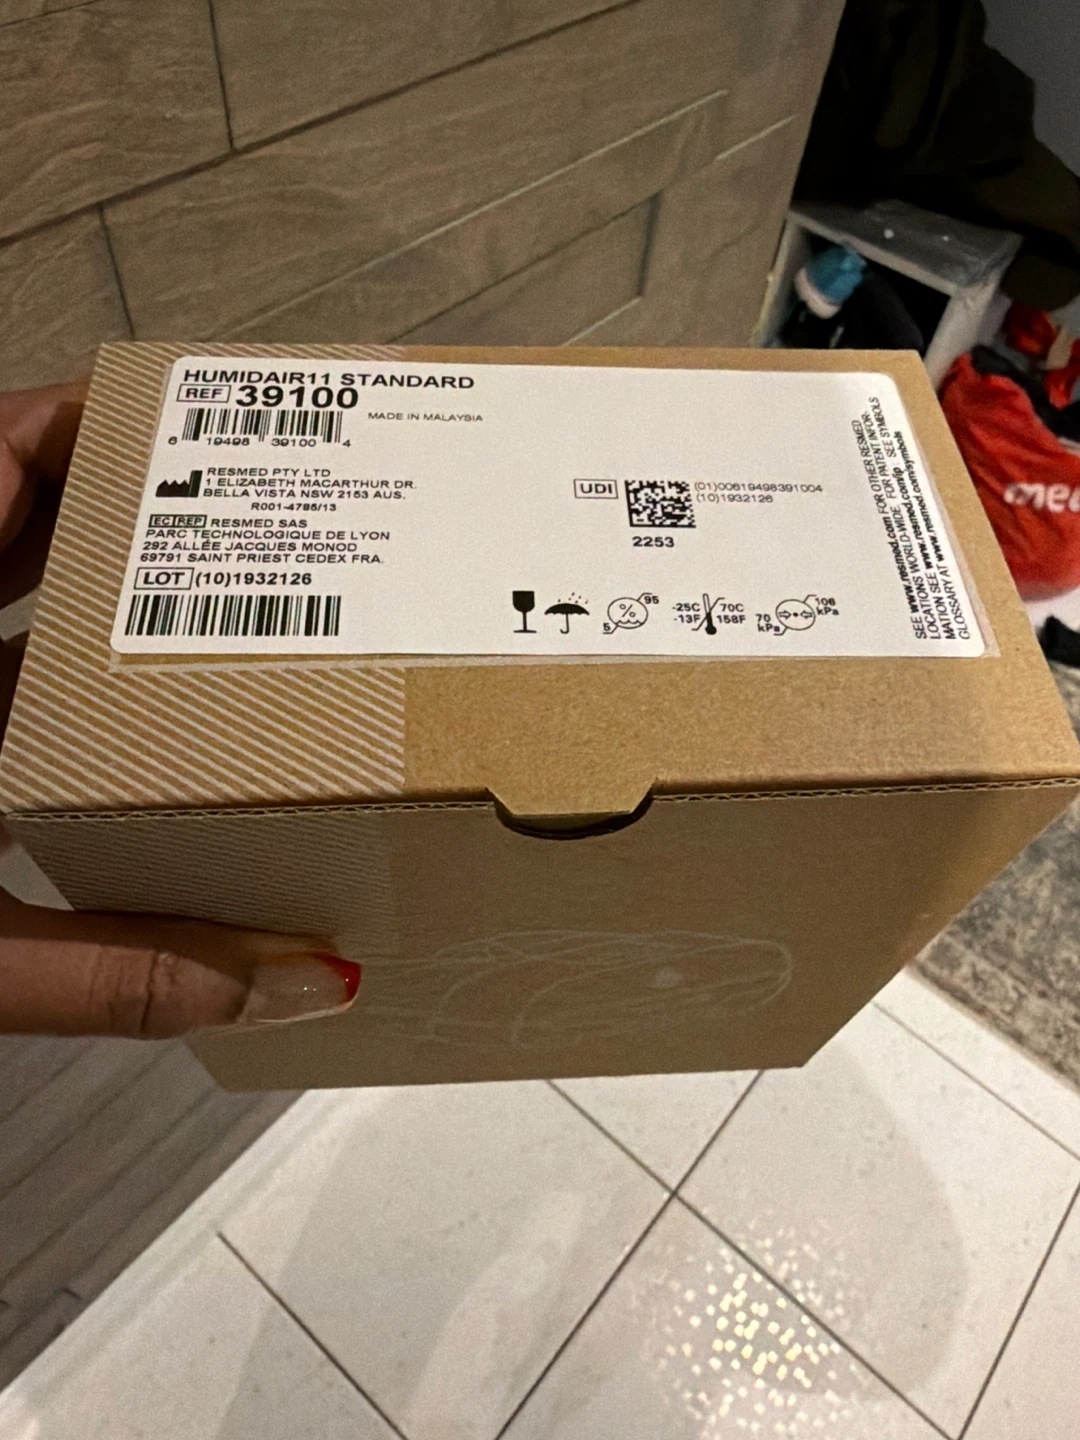 HUMIDAIR11 STANDARD
REF 39100
MADE IN MALAYSIA
6 19498 39100 4
RESMED PTY LTD
1 ELIZABETH MACARTHUR DR.
BELLA VISTA NSW 2153 AUS.
R001-4785/13
EC REP RESMED SAS
PARC TECHNOLOGIQUE DE LYON
292 ALLÉE JACQUES MONOD
69791 SAINT PRIEST CEDEX FRA.
LOT (10)1932126
UDI (01)00619498391004
(10)1932126
2253
5 % 95
-25C 70C
-13F 158F
70 kPa 106 kPa
SEE www.resmed.com FOR OTHER RESMED
LOCATIONS WORLD-WIDE. FOR PATENT INFOR-
MATION SEE www.resmed.com/ip SEE SYMBOLS
GLOSSARY AT www.resmed.com/symbols